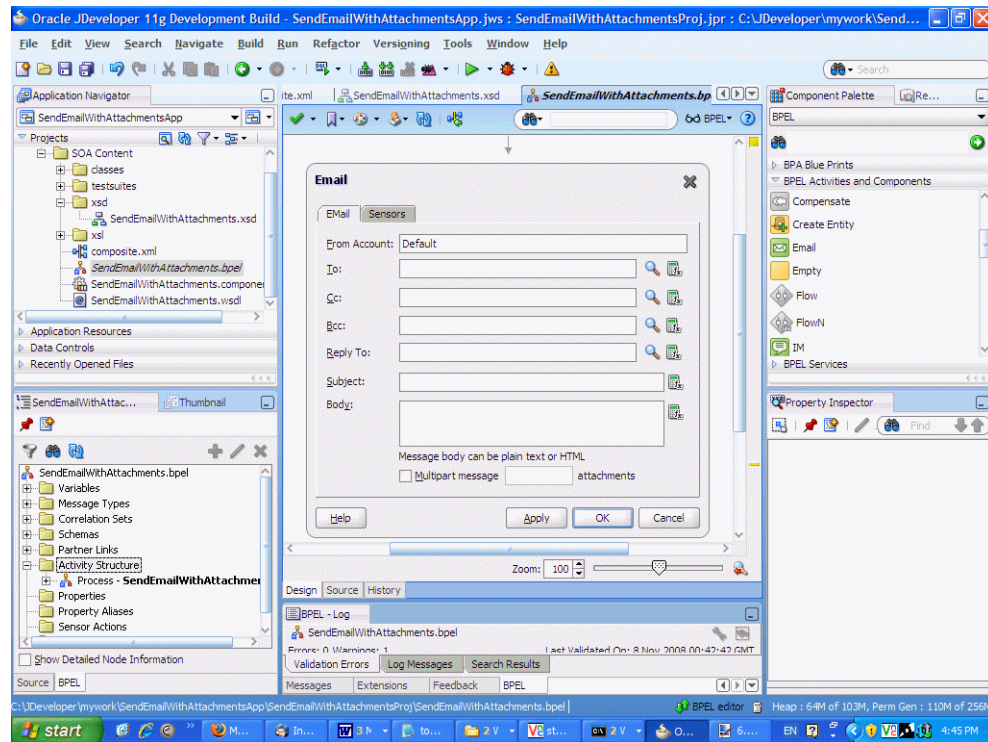 Oracle JDeveloper 11g Development Build - SendEmailWithAttachmentsApp.jws : SendEmailWithAttachmentsProj.jpr : C:\JDeveloper\mywork\Send...
File Edit View Search Navigate Build Run Refactor Versioning Tools Window Help
Search
Application Navigator
SendEmailWithAttachmentsApp
Projects
SOA Content
classes
testsuites
xsd
SendEmailWithAttachments.xsd
xsl
composite.xml
SendEmailWithAttachments.bpel
SendEmailWithAttachments.componen
SendEmailWithAttachments.wsdl
Application Resources
Data Controls
Recently Opened Files
SendEmailWithAttac...
Thumbnail
SendEmailWithAttachments.bpel
Variables
Message Types
Correlation Sets
Schemas
Partner Links
Activity Structure
Process - SendEmailWithAttachmer
Properties
Property Aliases
Sensor Actions
Show Detailed Node Information
Source BPEL
ite.xml
SendEmailWithAttachments.xsd
SendEmailWithAttachments.bp
BPEL
Email
EMail Sensors
From Account: Default
To:
Cc:
Bcc:
Reply To:
Subject:
Body:
Message body can be plain text or HTML
Multipart message attachments
Help Apply OK Cancel
Zoom: 100
Design Source History
BPEL - Log
SendEmailWithAttachments.bpel
Errors: 0 Warnings: 1 Last Validated On: 8 Nov 2008 00:42:42 GMT
Validation Errors Log Messages Search Results
Messages Extensions Feedback BPEL
Component Palette
Re...
BPEL
BPA Blue Prints
BPEL Activities and Components
Compensate
Create Entity
Email
Empty
Flow
FlowN
IM
BPEL Services
Property Inspector
Find
C:\JDeveloper\mywork\SendEmailWithAttachmentsApp\SendEmailWithAttachmentsProj\SendEmailWithAttachments.bpel
BPEL editor
Heap : 64M of 103M, Perm Gen : 110M of 256M
start
M...
In...
3 M
to...
2 V
st...
2 V
O...
6....
EN
4:45 PM